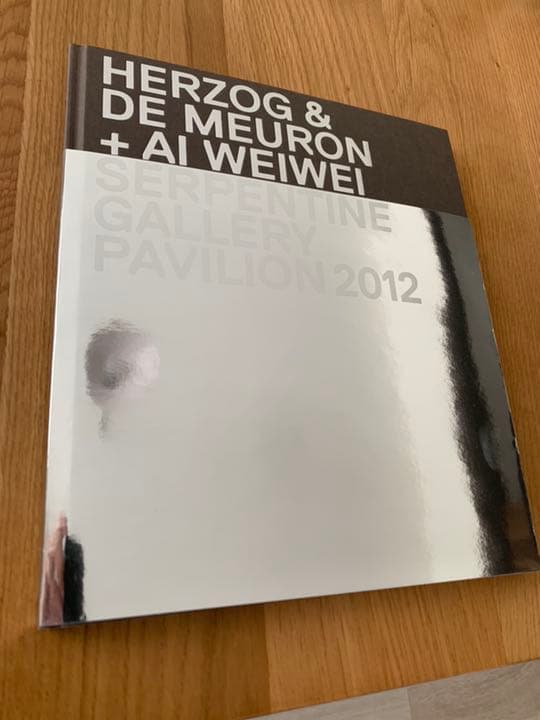 HERZOG &
DE MEURON
+ AI WEIWEI
SERPENTINE
GALLERY
PAVILION 2012